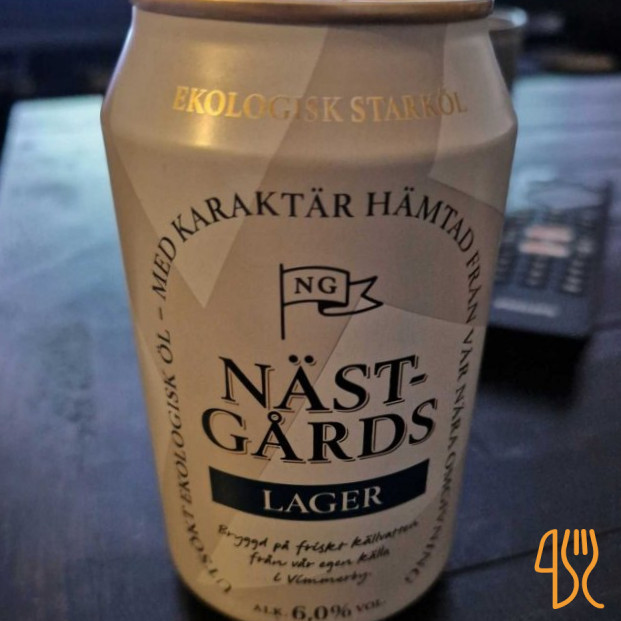 EKOLOGISK STARKÖL
UTSÖKT EKOLOGISK ÖL – MED KARAKTÄR HÄMTAD FRÅN VÅR NÄRA OMGIVNING
NG
NÄST-
GÅRDS
LAGER
Bryggd på friskt källvatten
från vår egen källa
i Vimmerby.
ALK. 6,0% VOL